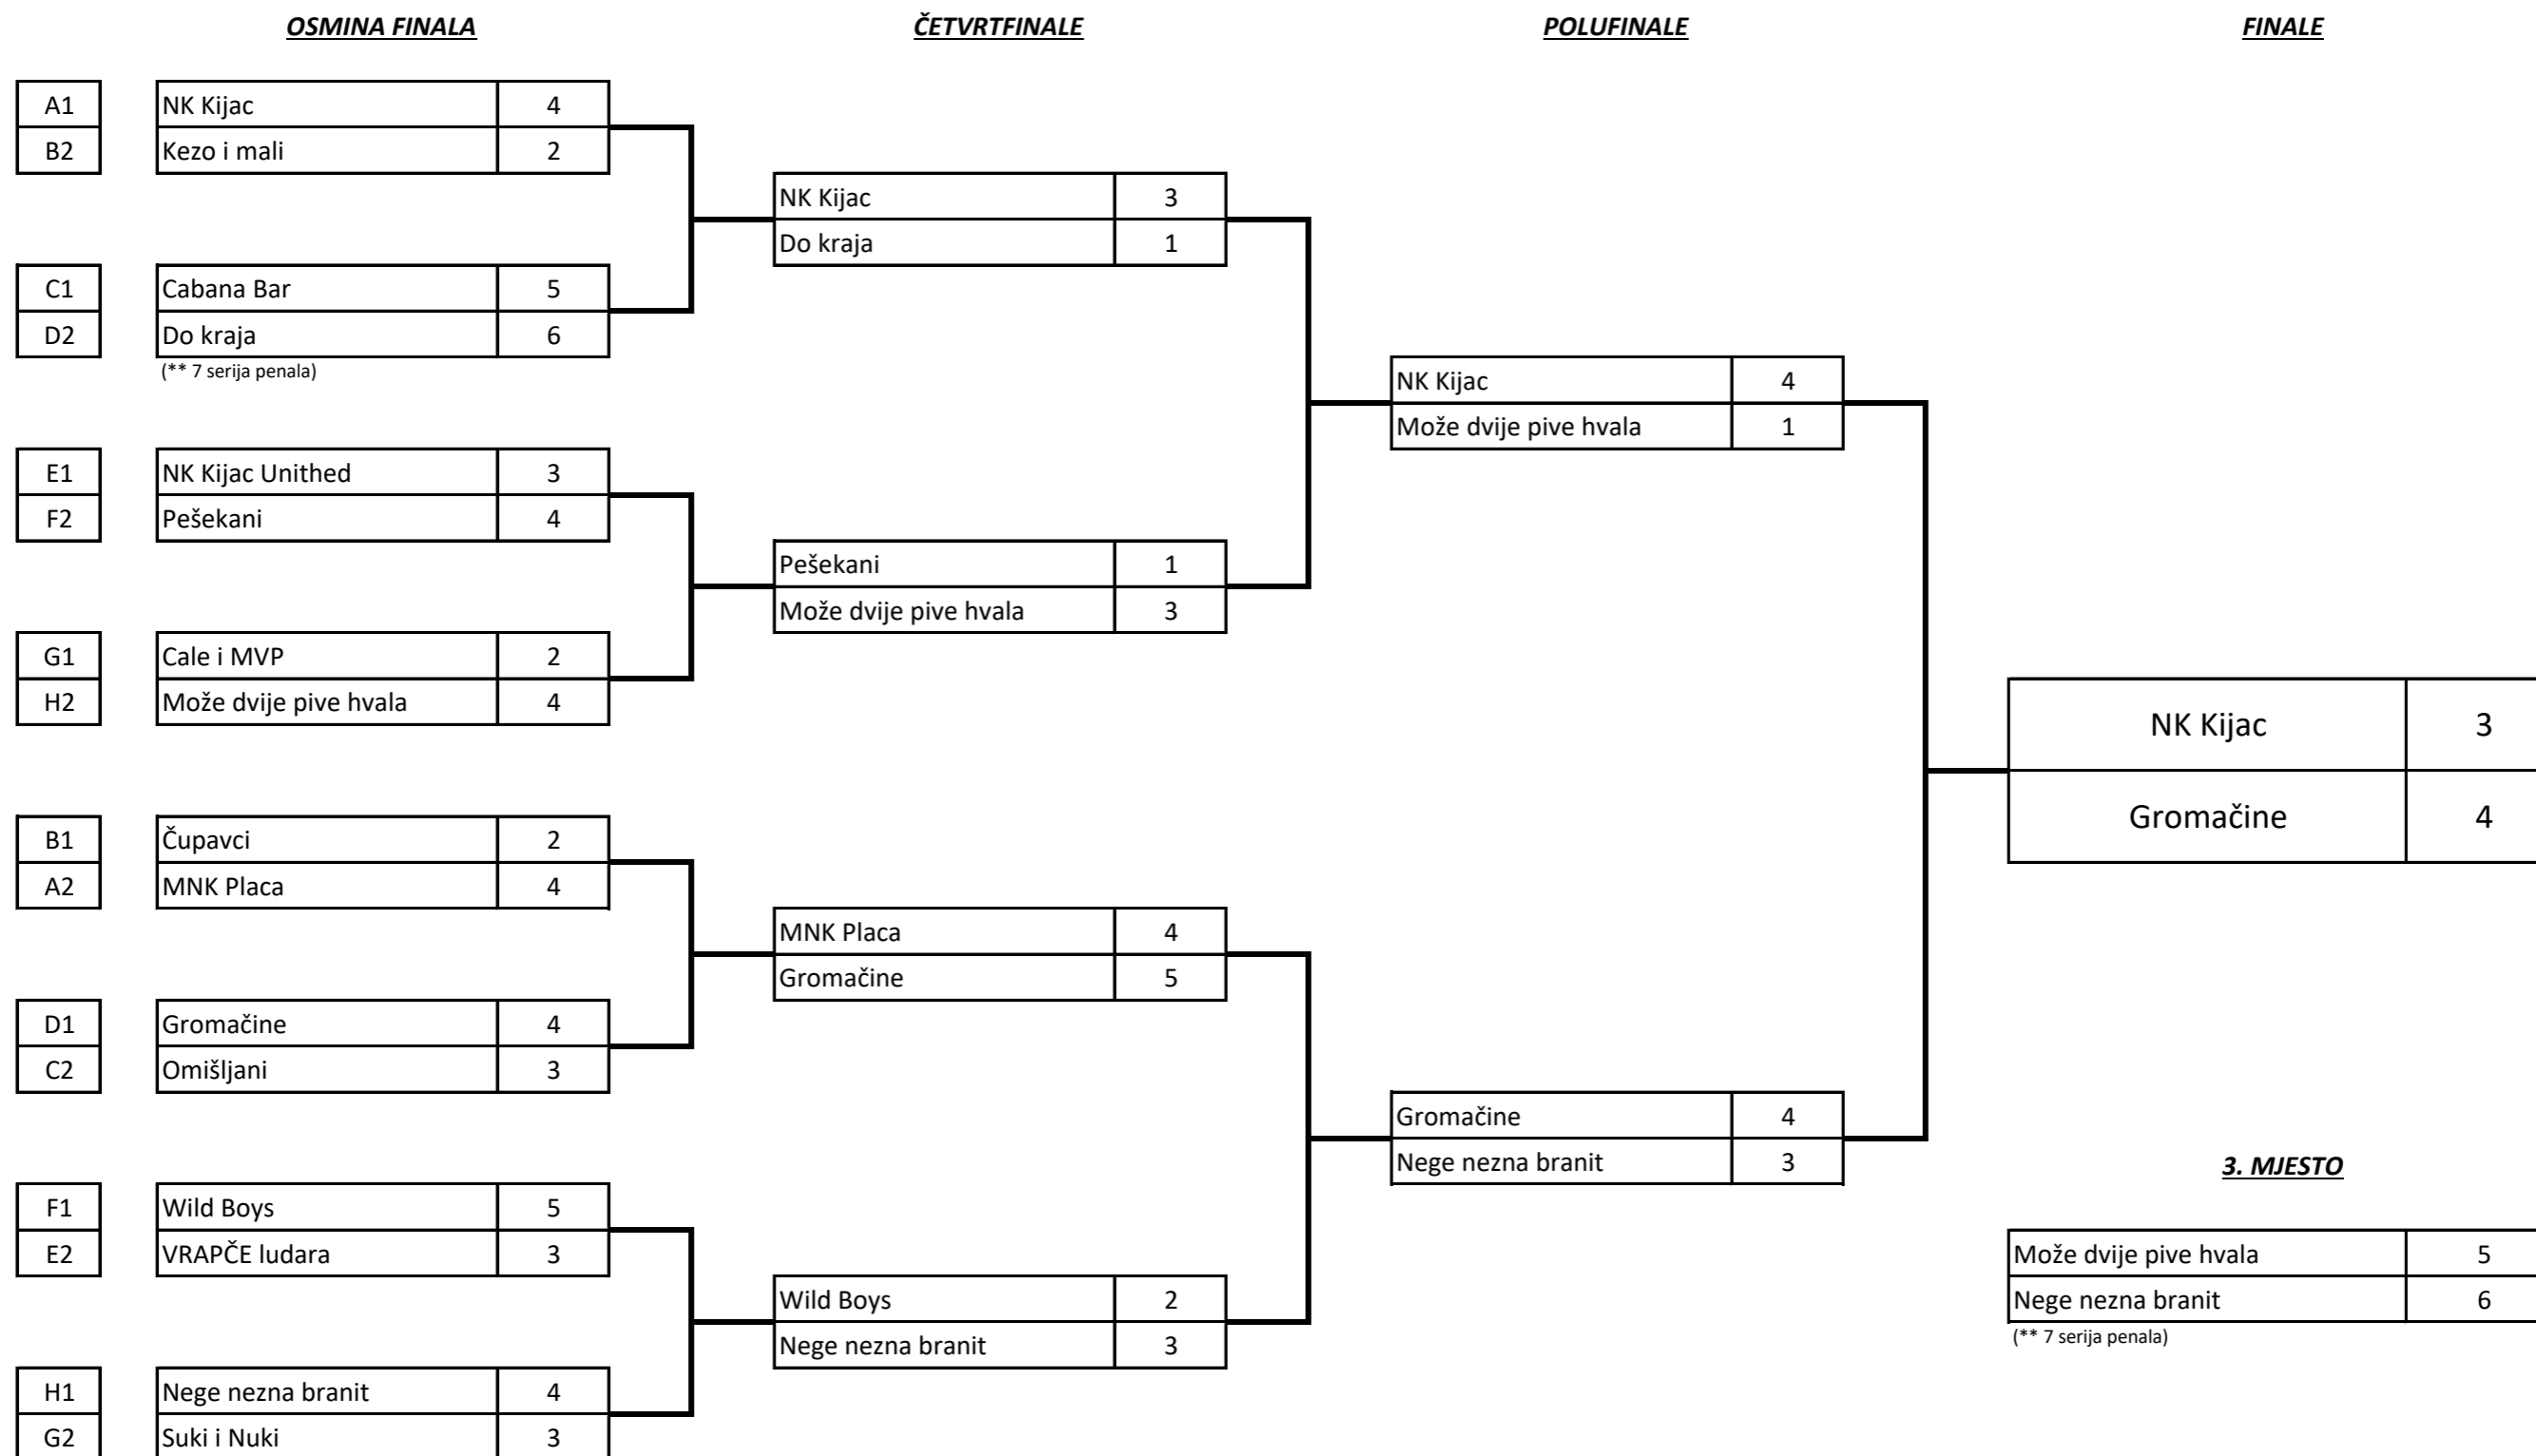 OSMINA FINALA
ČETVRTFINALE
POLUFINALE
FINALE
A1 NK Kijac 4
B2 Kezo i mali 2
NK Kijac 3
Do kraja 1
C1 Cabana Bar 5
D2 Do kraja 6
(** 7 serija penala)
NK Kijac 4
Može dvije pive hvala 1
E1 NK Kijac Unithed 3
F2 Pešekani 4
Pešekani 1
Može dvije pive hvala 3
G1 Cale i MVP 2
H2 Može dvije pive hvala 4
NK Kijac 3
Gromačine 4
B1 Čupavci 2
A2 MNK Placa 4
MNK Placa 4
Gromačine 5
D1 Gromačine 4
C2 Omišljani 3
Gromačine 4
Nege nezna branit 3
3. MJESTO
F1 Wild Boys 5
E2 VRAPČE ludara 3
Može dvije pive hvala 5
Nege nezna branit 6
(** 7 serija penala)
Wild Boys 2
Nege nezna branit 3
H1 Nege nezna branit 4
G2 Suki i Nuki 3